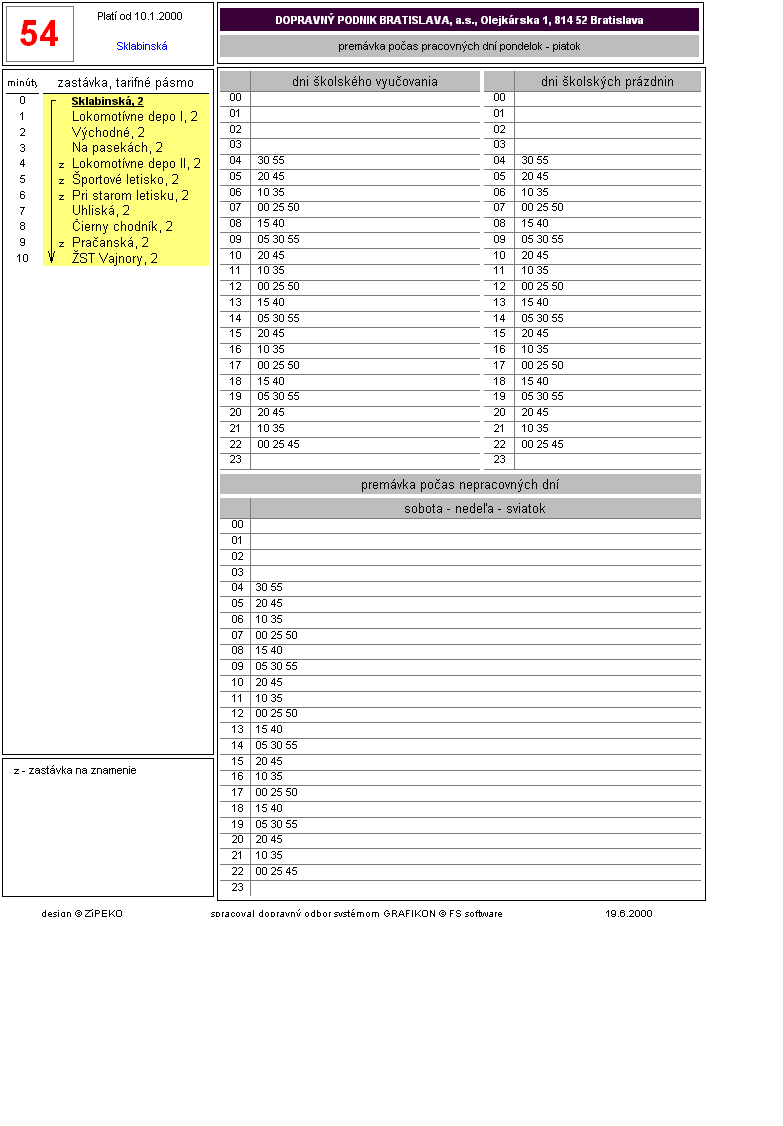 54
Platí od 10.1.2000
Sklabinská
DOPRAVNÝ PODNIK BRATISLAVA, a.s., Olejkárska 1, 814 52 Bratislava
premávka počas pracovných dní pondelok - piatok
minúty zastávka, tarifné pásmo
0 Sklabinská, 2
1 Lokomotívne depo I, 2
2 Východné, 2
3 Na pasekách, 2
4 z Lokomotívne depo II, 2
5 z Športové letisko, 2
6 z Pri starom letisku, 2
7 Uhliská, 2
8 Čierny chodník, 2
9 z Pračanská, 2
10 ŽST Vajnory, 2
z - zastávka na znamenie
dni školského vyučovania dni školských prázdnin
00 00
01 01
02 02
03 03
04 30 55 04 30 55
05 20 45 05 20 45
06 10 35 06 10 35
07 00 25 50 07 00 25 50
08 15 40 08 15 40
09 05 30 55 09 05 30 55
10 20 45 10 20 45
11 10 35 11 10 35
12 00 25 50 12 00 25 50
13 15 40 13 15 40
14 05 30 55 14 05 30 55
15 20 45 15 20 45
16 10 35 16 10 35
17 00 25 50 17 00 25 50
18 15 40 18 15 40
19 05 30 55 19 05 30 55
20 20 45 20 20 45
21 10 35 21 10 35
22 00 25 45 22 00 25 45
23 23
premávka počas nepracovných dní
sobota - nedeľa - sviatok
00
01
02
03
04 30 55
05 20 45
06 10 35
07 00 25 50
08 15 40
09 05 30 55
10 20 45
11 10 35
12 00 25 50
13 15 40
14 05 30 55
15 20 45
16 10 35
17 00 25 50
18 15 40
19 05 30 55
20 20 45
21 10 35
22 00 25 45
23
design © ZíPEKO spracoval dopravný odbor systémom GRAFIKON © FS software 19.6.2000